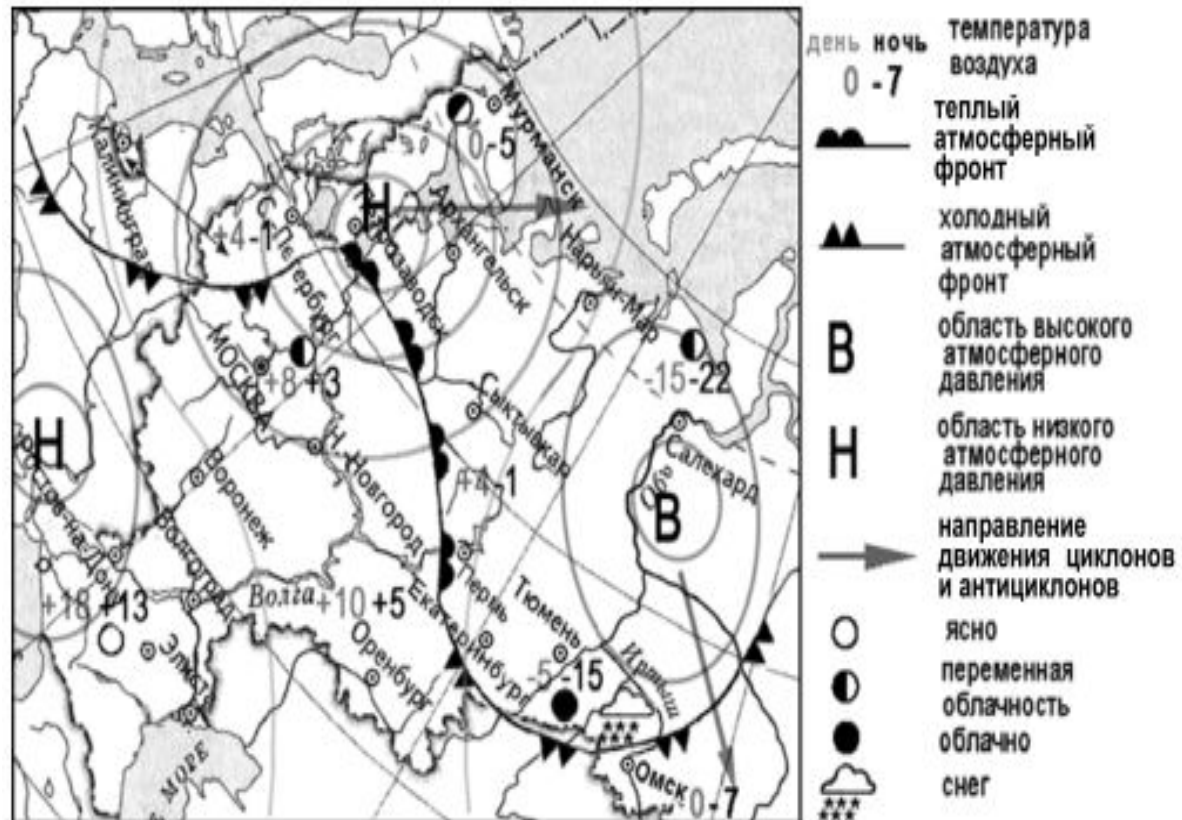 Мурманск
0 -5
Калининград
Н
Архангельск
+4 -1
С.Петербург
Петрозаводск
Нарьян-Мар
МОСКВА
+8 +3
-15 -22
Сыктывкар
Салехард
Обь
Н
В
Н.Новгород
+4 -1
Воронеж
Ростов-на-Дону
Волгоград
Волга
+10 +5
Пермь
Тюмень
Екатеринбург
+18 +13
Оренбург
Элиста
-5 -15
Иртыш
МОРЕ
Омск
0 -7
день ночь
0 -7
температура
воздуха
теплый
атмосферный
фронт
холодный
атмосферный
фронт
В
область высокого
атмосферного
давления
Н
область низкого
атмосферного
давления
направление
движения циклонов
и антициклонов
ясно
переменная
облачность
облачно
снег